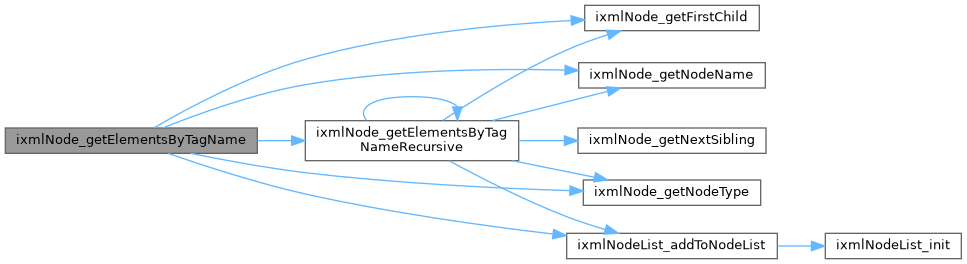 ixmlNode_getElementsByTagName
ixmlNode_getElementsByTag
NameRecursive
ixmlNode_getFirstChild
ixmlNode_getNodeName
ixmlNode_getNextSibling
ixmlNode_getNodeType
ixmlNodeList_addToNodeList
ixmlNodeList_init